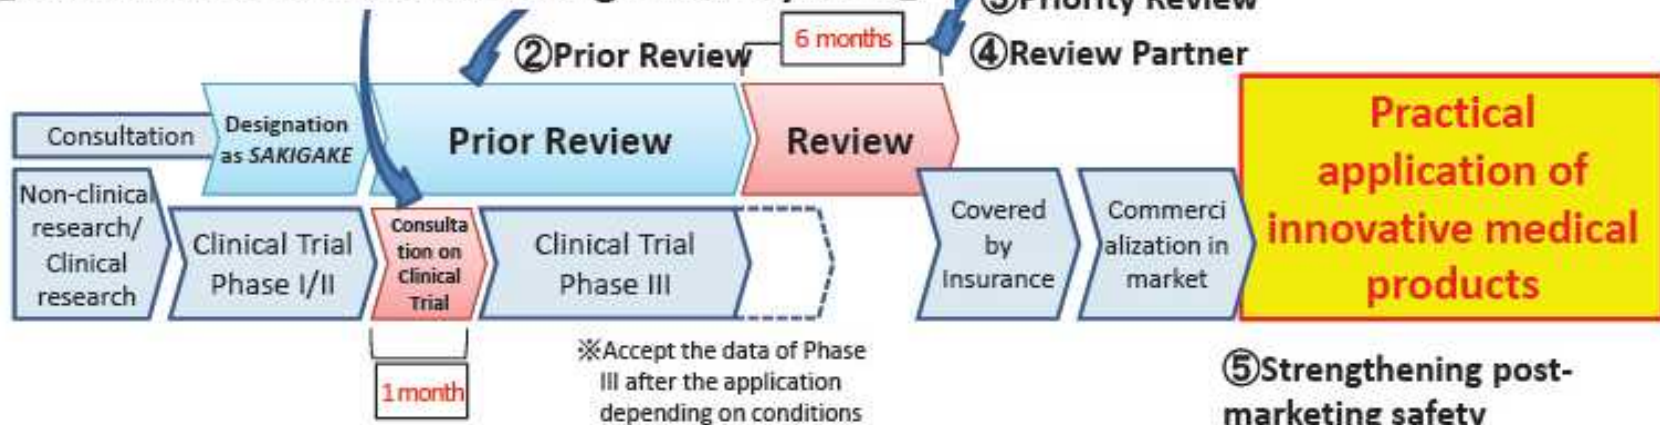 ③Priority Review
②Prior Review
6 months
④Review Partner
Consultation
Designation
as SAKIGAKE
Prior Review
Review
Practical
application of
innovative medical
products
Non-clinical
research/
Clinical
research
Clinical Trial
Phase I/II
Consulta
tion on
Clinical
Trial
Clinical Trial
Phase III
Covered
by
Insurance
Commerci
alization in
market
1 month
※Accept the data of Phase
III after the application
depending on conditions
⑤Strengthening post-
marketing safety